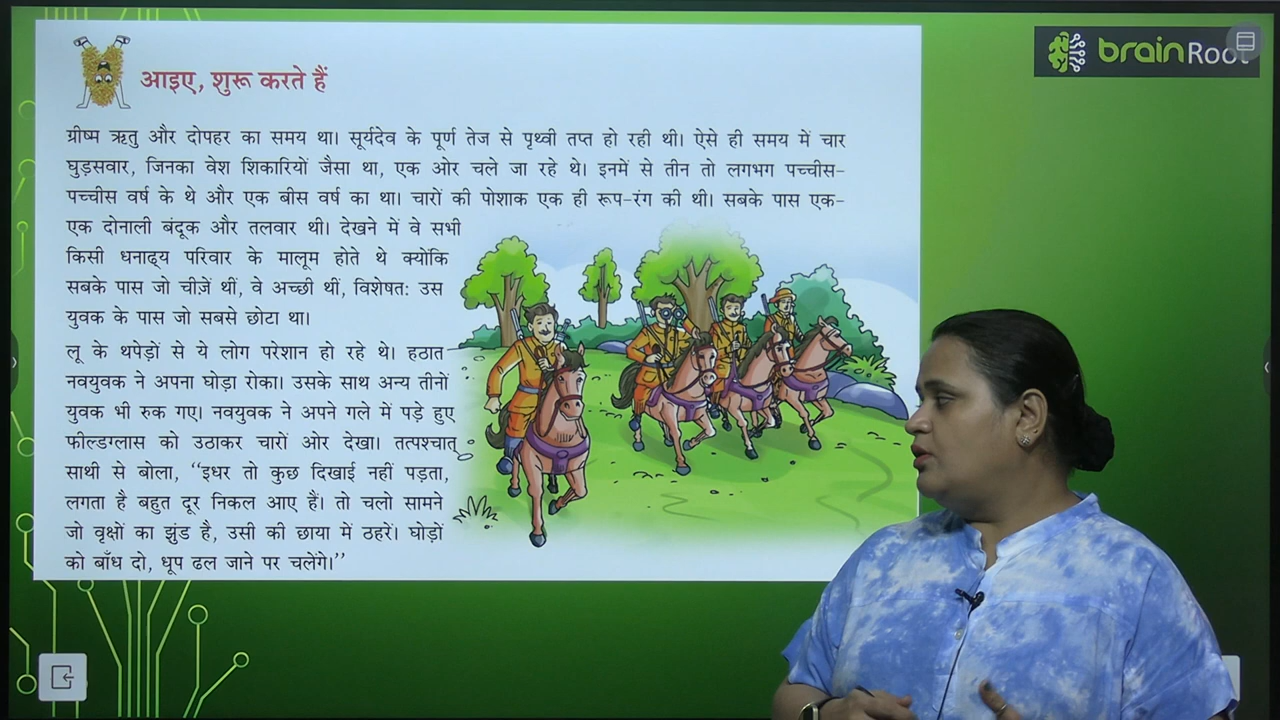 आइए, शुरू करते हैं
brainRoot
ग्रीष्म ऋतु और दोपहर का समय था। सूर्यदेव के पूर्ण तेज से पृथ्वी तप्त हो रही थी। ऐसे ही समय में चार
घुड़सवार, जिनका वेश शिकारियों जैसा था, एक ओर चले जा रहे थे। इनमें से तीन तो लगभग पच्चीस-
पच्चीस वर्ष के थे और एक बीस वर्ष का था। चारों की पोशाक एक ही रूप-रंग की थी। सबके पास एक-
एक दोनाली बंदूक और तलवार थी। देखने में वे सभी
किसी धनाढ्य परिवार के मालूम होते थे क्योंकि
सबके पास जो चीज़ें थीं, वे अच्छी थीं, विशेषत: उस
युवक के पास जो सबसे छोटा था।
लू के थपेड़ों से ये लोग परेशान हो रहे थे। हठात
नवयुवक ने अपना घोड़ा रोका। उसके साथ अन्य तीनों
युवक भी रुक गए। नवयुवक ने अपने गले में पड़े हुए
फील्डग्लास को उठाकर चारों ओर देखा। तत्पश्चात्
साथी से बोला, ‘‘इधर तो कुछ दिखाई नहीं पड़ता,
लगता है बहुत दूर निकल आए हैं। तो चलो सामने
जो वृक्षों का झुंड है, उसी की छाया में ठहरें। घोड़ों
को बाँध दो, धूप ढल जाने पर चलेंगे।’’